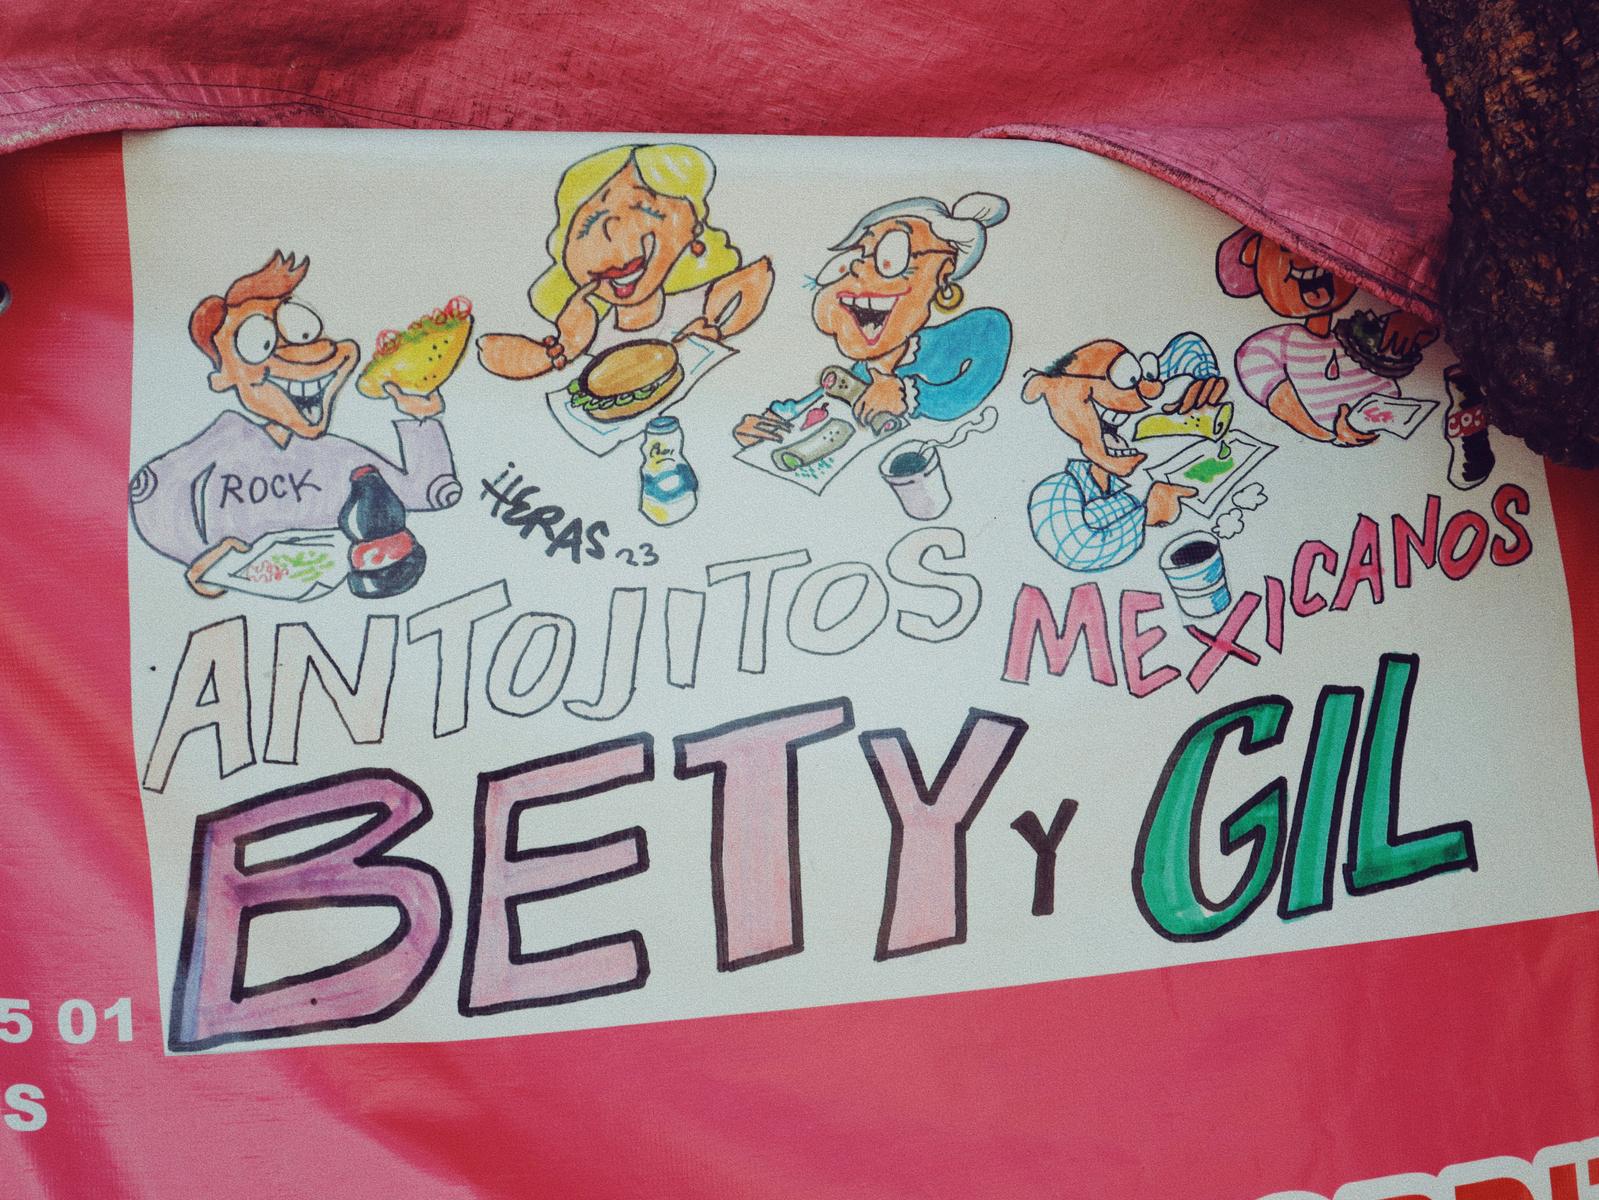 ROCK
HERAS 23
ANTOJITOS MEXICANOS
BETY Y GIL
5 01
S